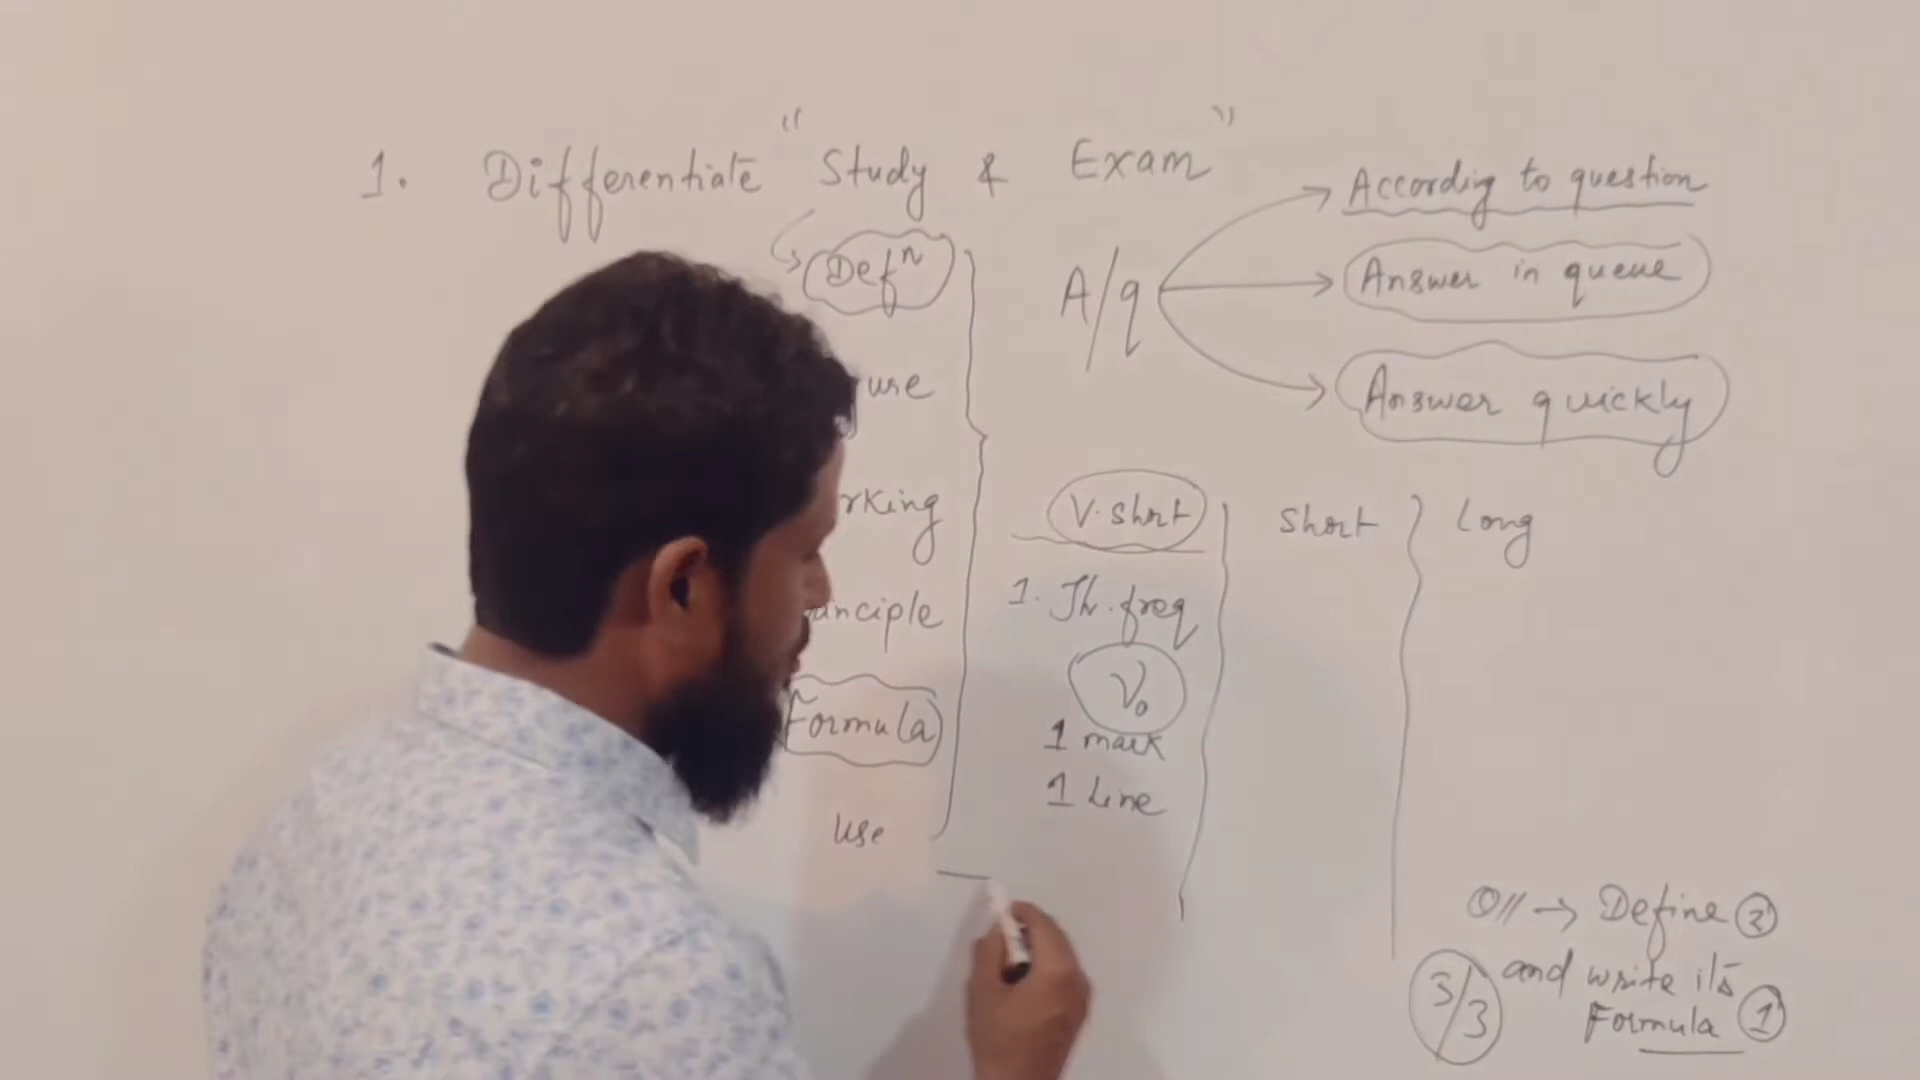 1. Differentiate "Study & Exam"
Defⁿ
use
rking
inciple
Formula
use
A/q
According to question
Answer in queue
Answer quickly
V. Short
1. Th. freq
ν₀
1 mark
1 Line
Short
Long
→ Define ②
and write its
Formula ①
3/3